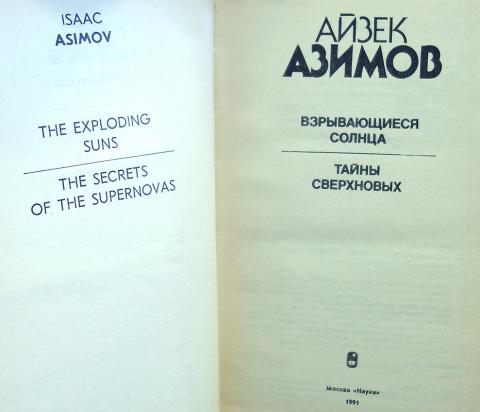 ISAAC
ASIMOV
THE EXPLODING
SUNS
THE SECRETS
OF THE SUPERNOVAS
АЙЗЕК
АЗИМОВ
ВЗРЫВАЮЩИЕСЯ
СОЛНЦА
ТАЙНЫ
СВЕРХНОВЫХ
Москва «Наука»
1991